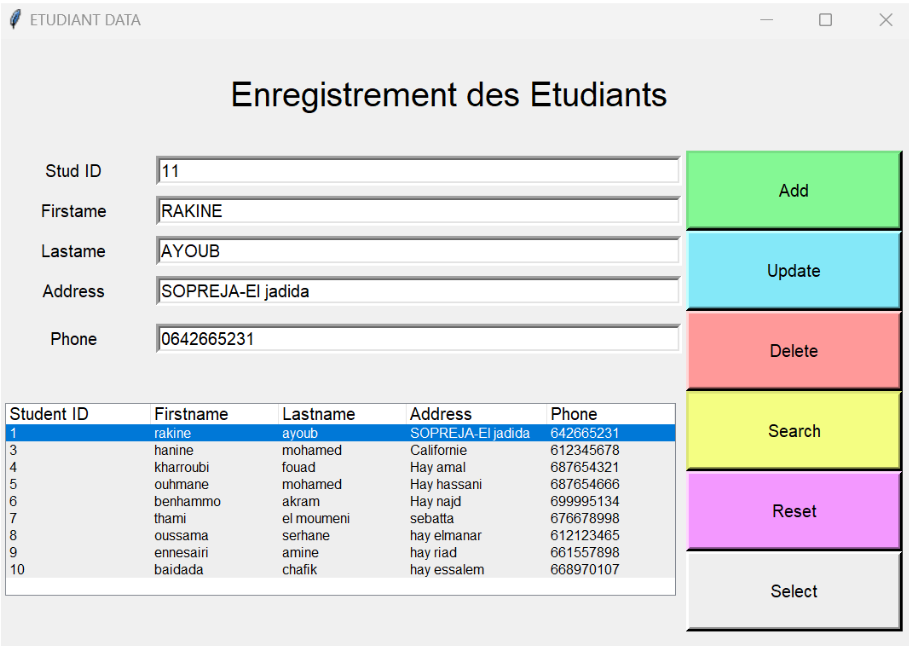 ETUDIANT DATA
Enregistrement des Etudiants
Stud ID 11
Firstame RAKINE
Lastame AYOUB
Address SOPREJA-El jadida
Phone 0642665231
Add
Update
Delete
Search
Reset
Select
Student ID Firstname Lastname Address Phone
1 rakine ayoub SOPREJA-El jadida 642665231
3 hanine mohamed Californie 612345678
4 kharroubi fouad Hay amal 687654321
5 ouhmane mohamed Hay hassani 687654666
6 benhammo akram Hay najd 699995134
7 thami el moumeni sebatta 676678998
8 oussama serhane hay elmanar 612123465
9 ennesairi amine hay riad 661557898
10 baidada chafik hay essalem 668970107